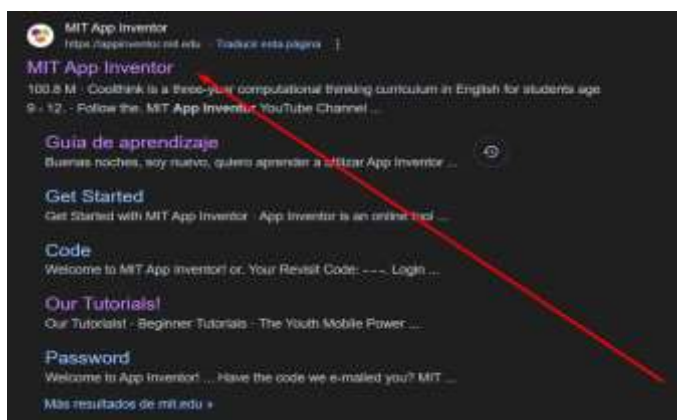 MIT App Inventor
https://appinventor.mit.edu · Traducir esta página
MIT App Inventor
100.8 M · Coolthink is a three-year computational thinking curriculum in English for students age
9 - 12. · Follow the. MIT App Inventor YouTube Channel ...
Guía de aprendizaje
Buenas noches, soy nuevo, quiero aprender a utilizar App Inventor ...
Get Started
Get Started with MIT App Inventor · App Inventor is an online tool ...
Code
Welcome to MIT App Inventor! or. Your Revisit Code: - - -. Login ...
Our Tutorials!
Our Tutorials! · Beginner Tutorials · The Youth Mobile Power ...
Password
Welcome to App Inventor! ... Have the code we e-mailed you? MIT ...
Más resultados de mit.edu »